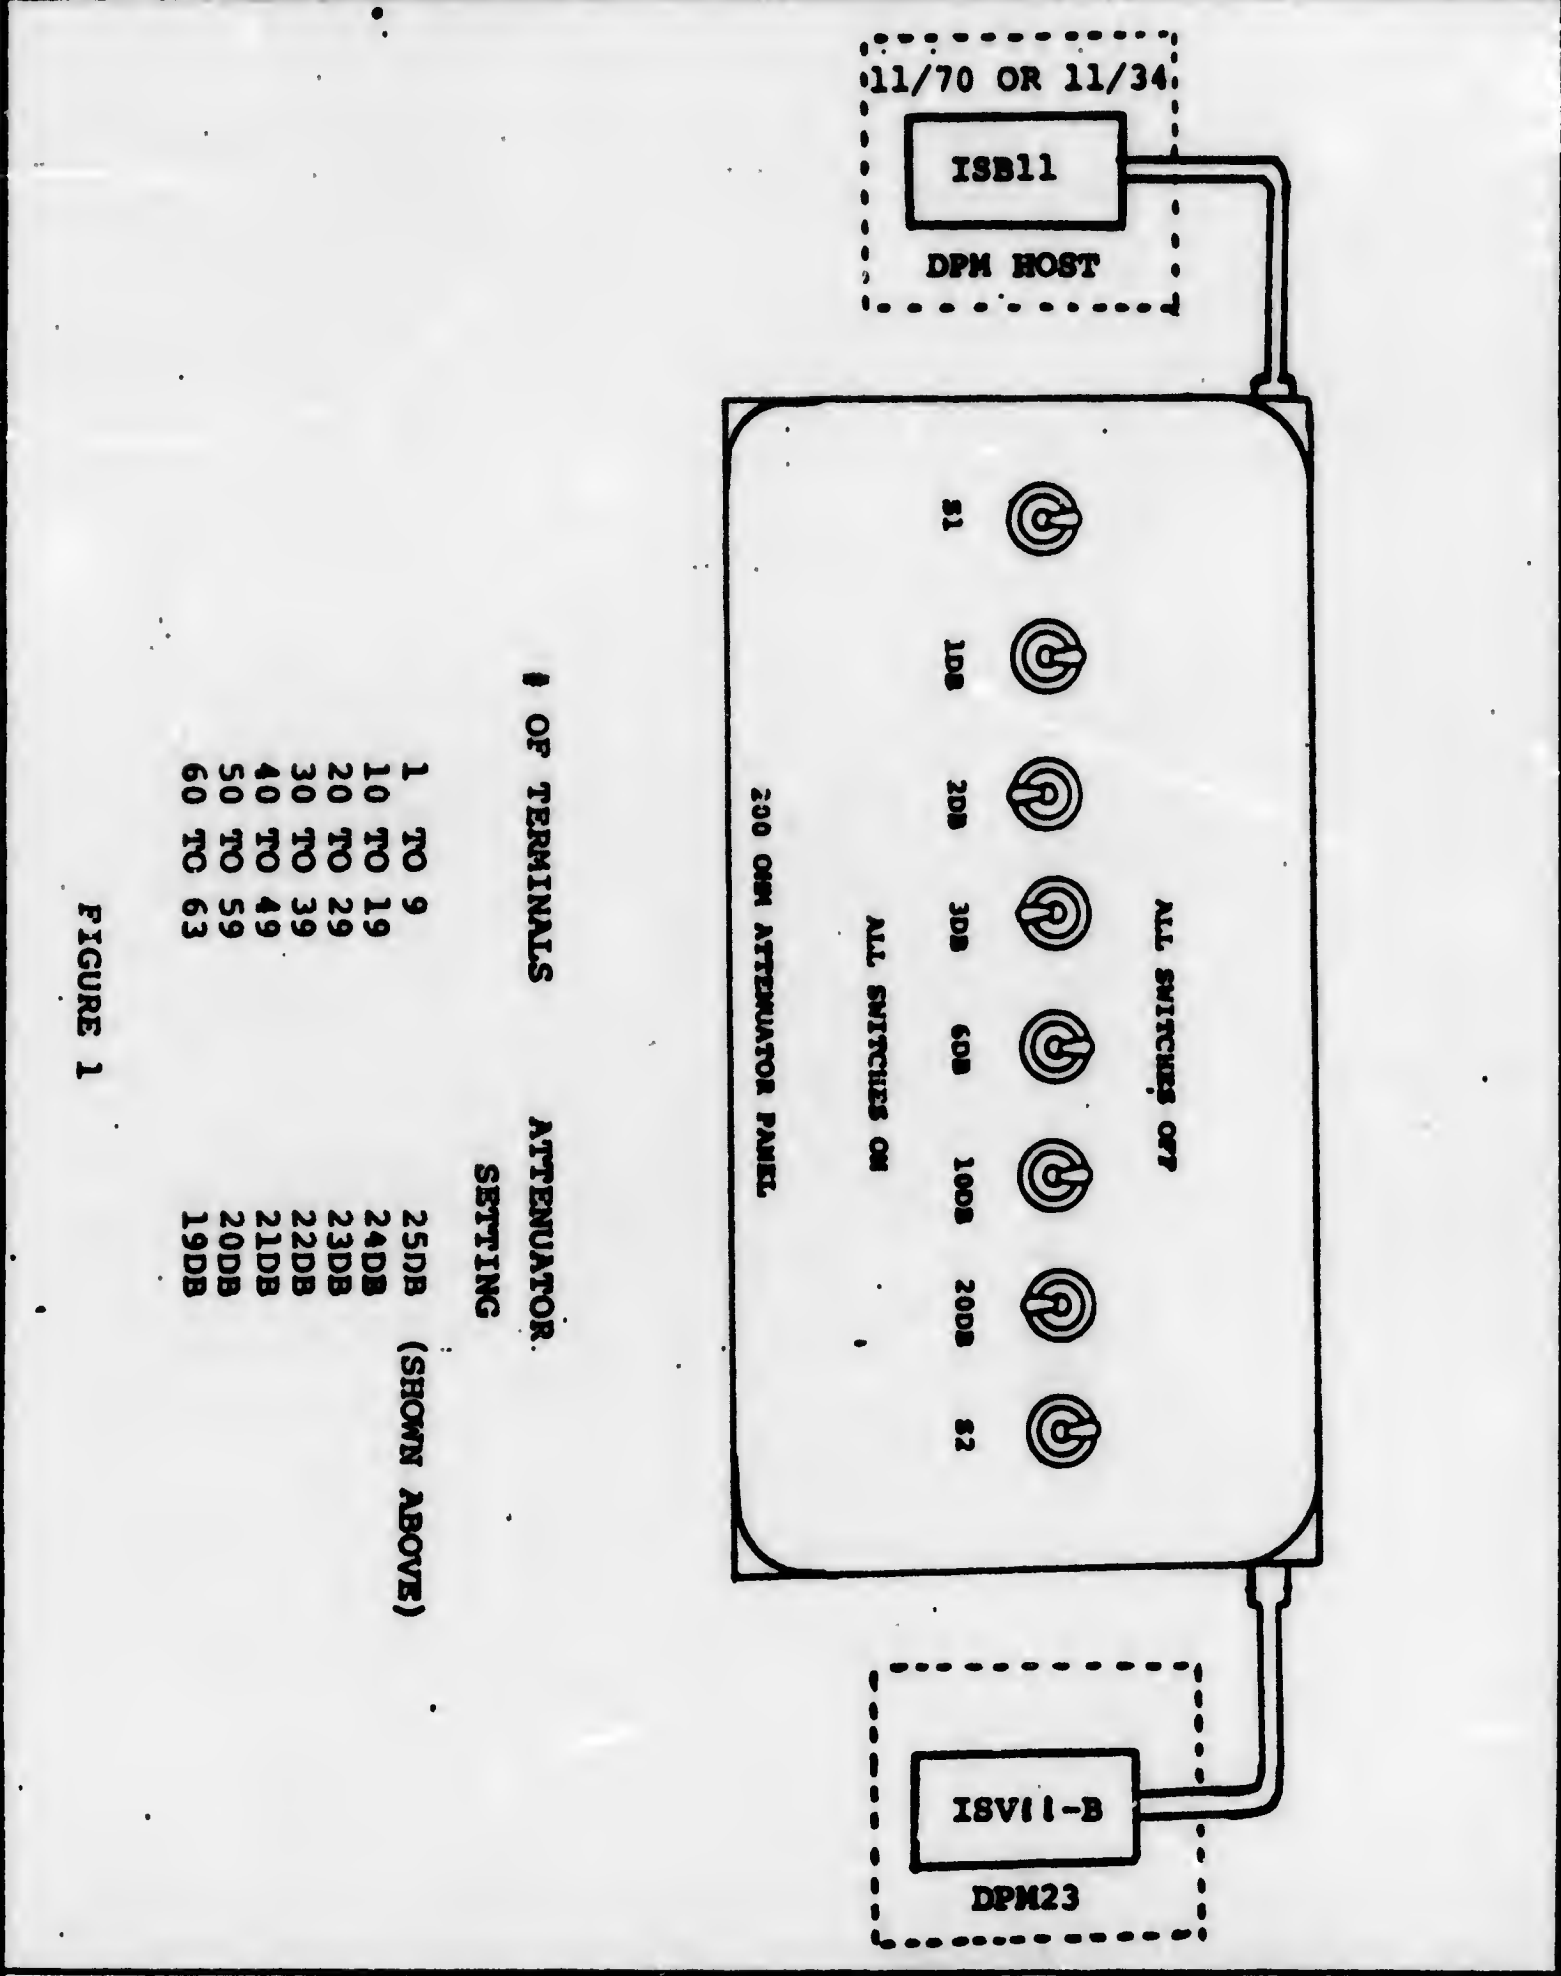 11/70 OR 11/34
ISB11
DPM HOST
ALL SWITCHES OFF
S1 1DB 2DB 3DB 6DB 10DB 20DB S2
ALL SWITCHES ON
200 OHM ATTENUATOR PANEL
ISV11-B
DPM23
# OF TERMINALS ATTENUATOR
SETTING
1 TO 9 25DB (SHOWN ABOVE)
10 TO 19 24DB
20 TO 29 23DB
30 TO 39 22DB
40 TO 49 21DB
50 TO 59 20DB
60 TO 63 19DB
FIGURE 1